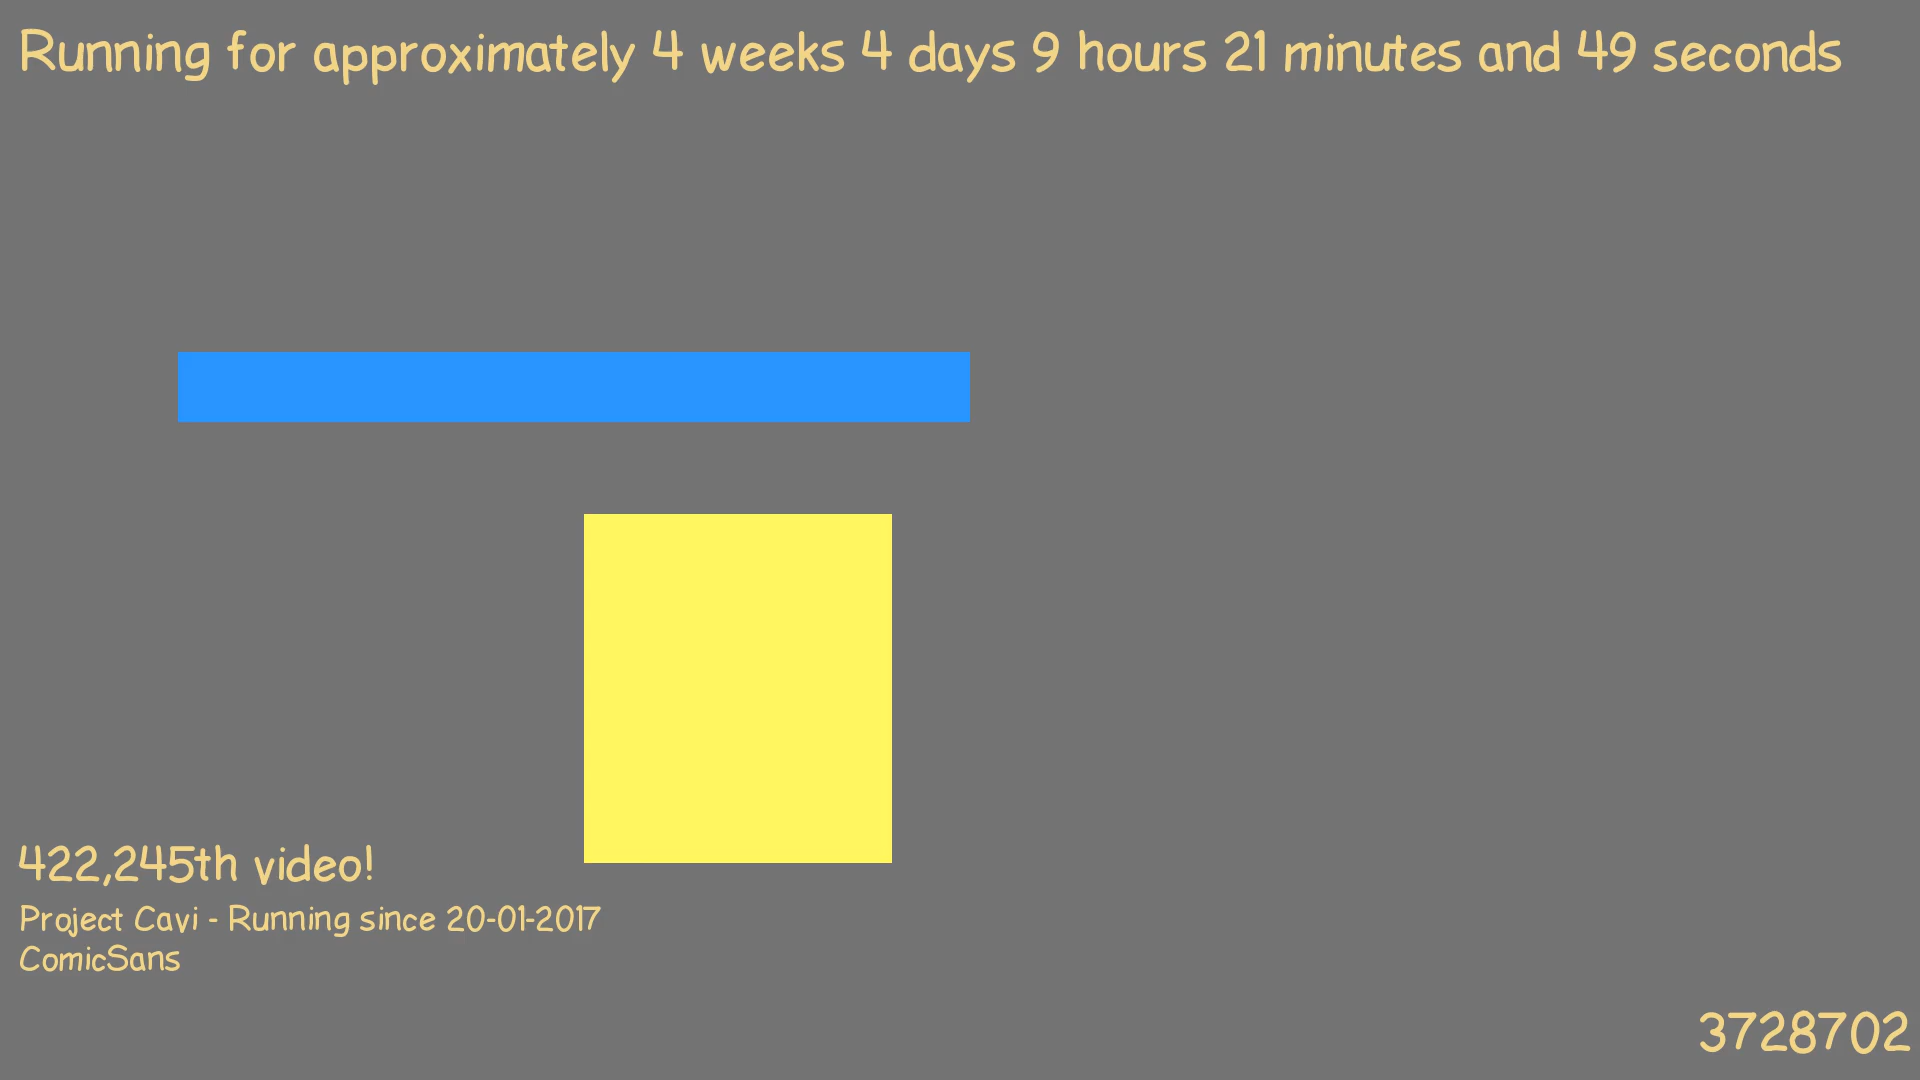 Running for approximately 4 weeks 4 days 9 hours 21 minutes and 49 seconds
422,245th video!
Project Cavi - Running since 20-01-2017
ComicSans
3728702